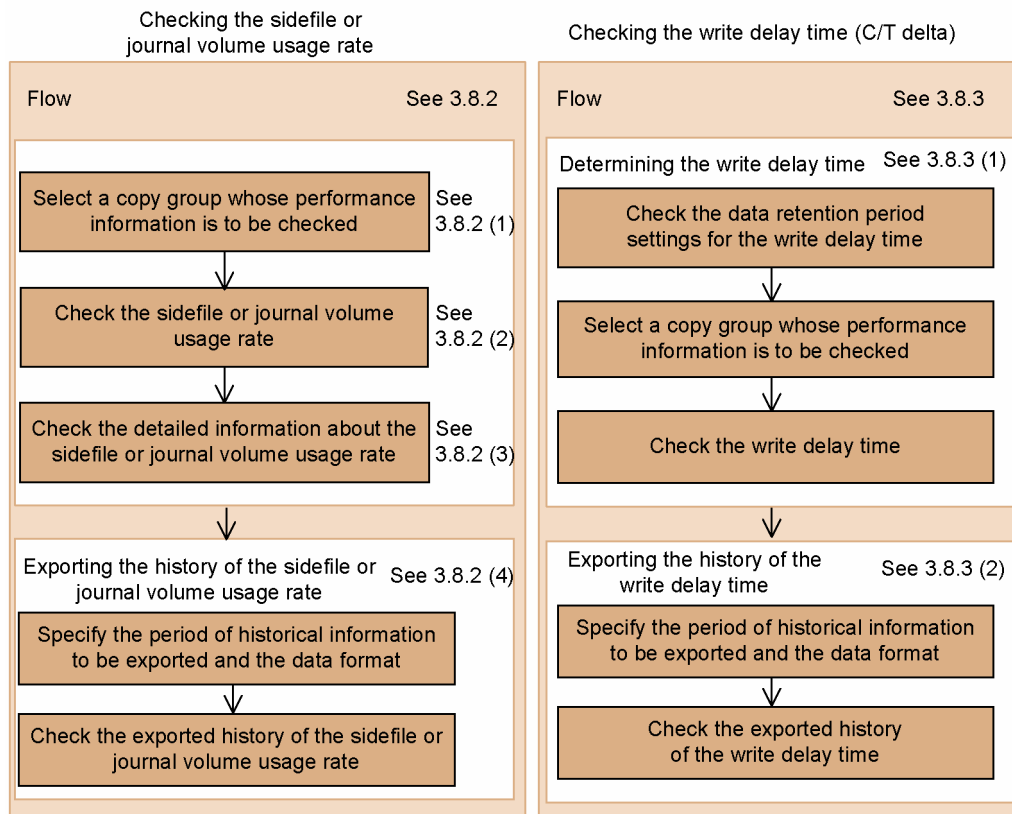 Checking the sidefile or
journal volume usage rate
Flow
See 3.8.2
Select a copy group whose performance
information is to be checked
See
3.8.2 (1)
Check the sidefile or journal volume
usage rate
See
3.8.2 (2)
Check the detailed information about the
sidefile or journal volume usage rate
See
3.8.2 (3)
Exporting the history of the sidefile or
journal volume usage rate
See 3.8.2 (4)
Specify the period of historical information
to be exported and the data format
Check the exported history of the sidefile or
journal volume usage rate
Checking the write delay time (C/T delta)
Flow
See 3.8.3
Determining the write delay time
See 3.8.3 (1)
Check the data retention period
settings for the write delay time
Select a copy group whose performance
information is to be checked
Check the write delay time
Exporting the history of the
write delay time
See 3.8.3 (2)
Specify the period of historical information
to be exported and the data format
Check the exported history
of the write delay time